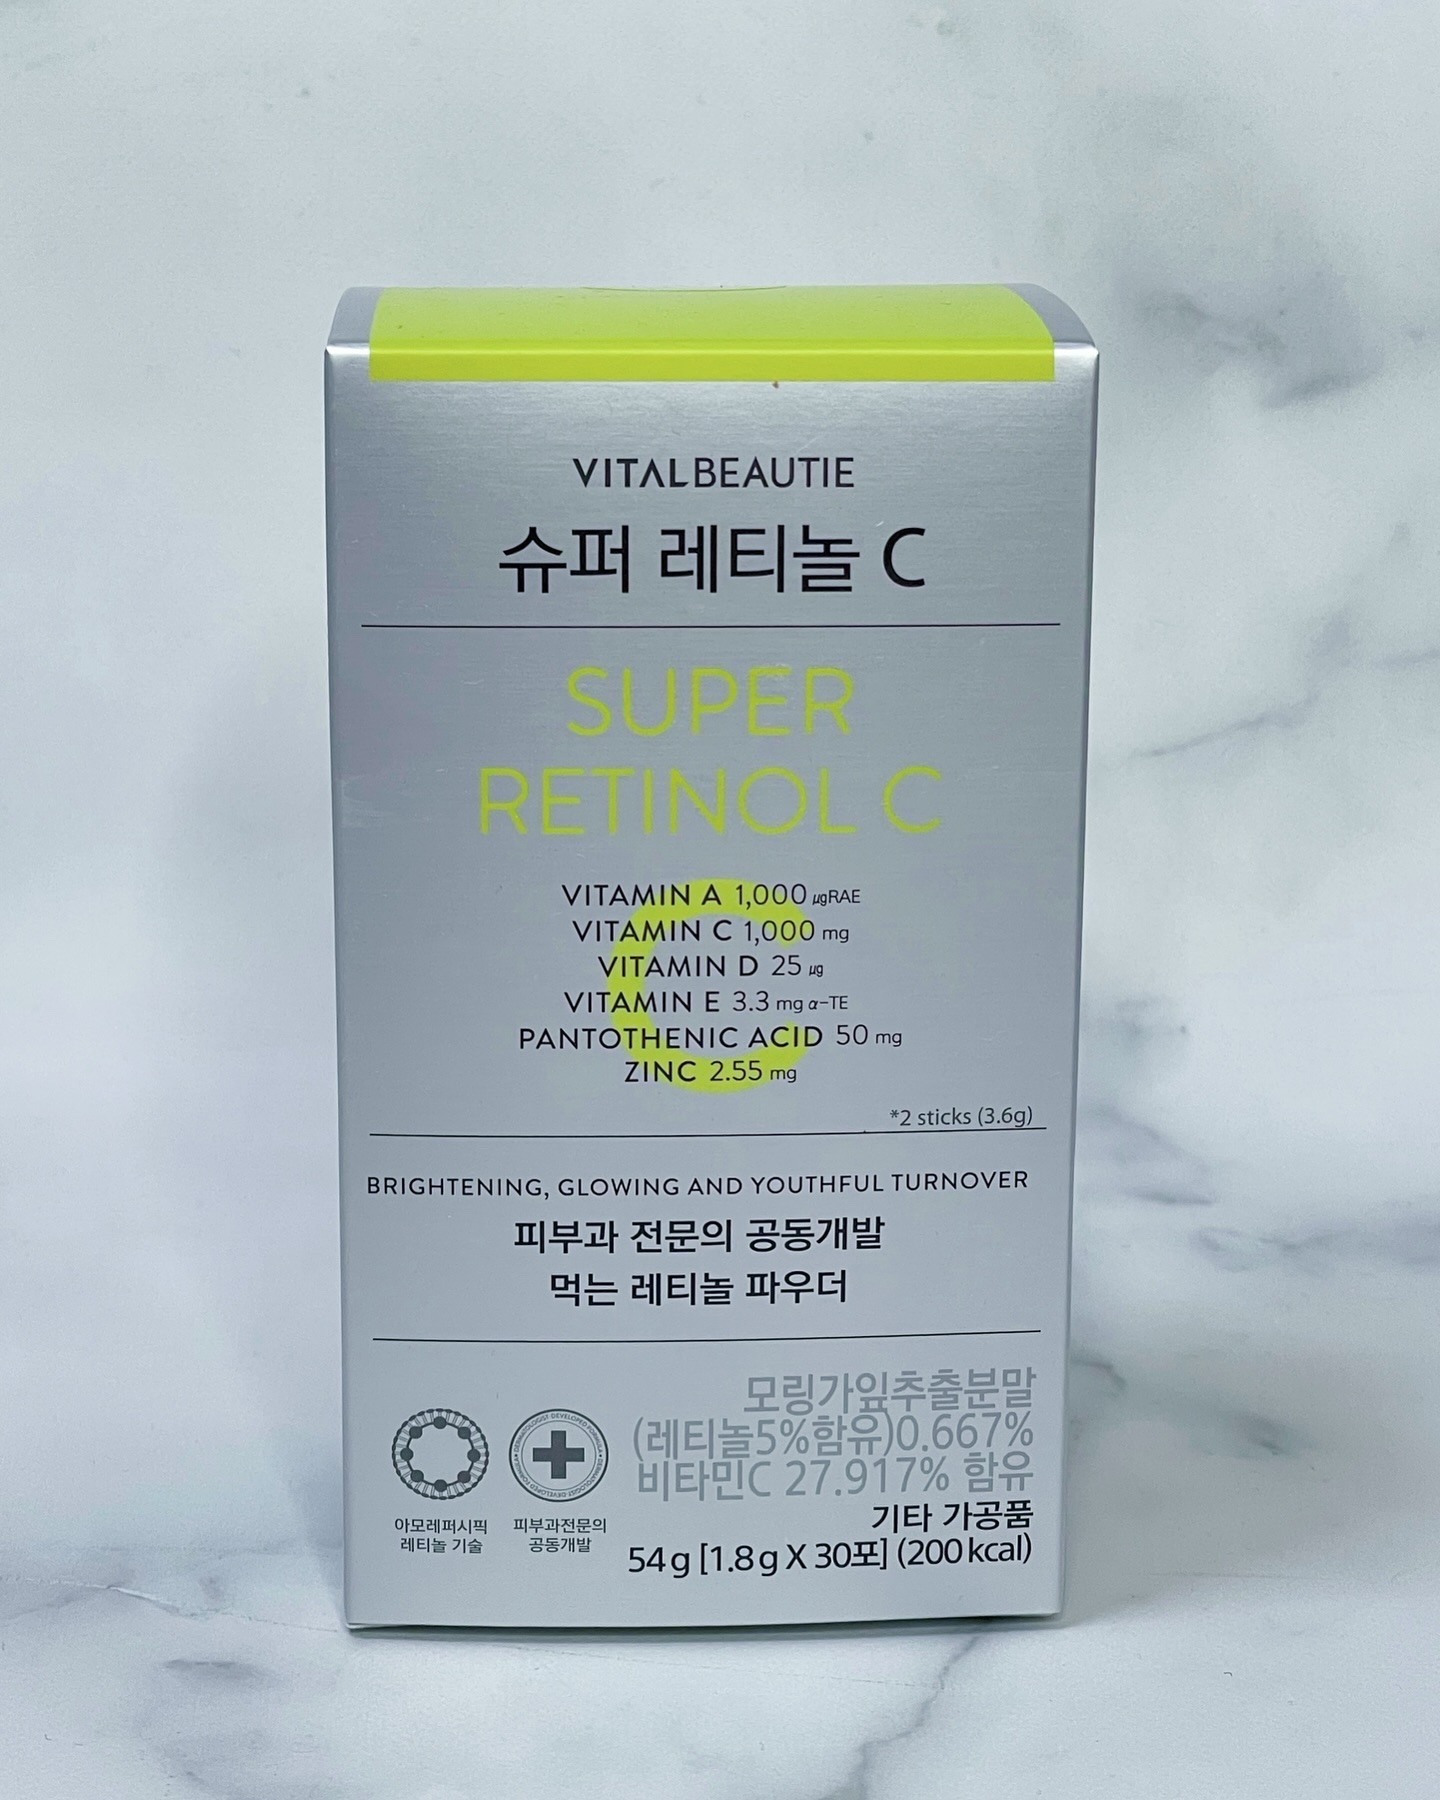 VITALBEAUTIE
슈퍼 레티놀 C
SUPER
RETINOL C
C
VITAMIN A 1,000 μgRAE
VITAMIN C 1,000 mg
VITAMIN D 25 μg
VITAMIN E 3.3 mg α-TE
PANTOTHENIC ACID 50 mg
ZINC 2.55 mg
*2 sticks (3.6g)
BRIGHTENING, GLOWING AND YOUTHFUL TURNOVER
피부과 전문의 공동개발
먹는 레티놀 파우더
모링가잎추출분말
(레티놀5%함유)0.667%
비타민C 27.917% 함유
기타 가공품
54g [1.8g X 30포] (200kcal)
DERMATOLOGIST-DEVELOPED FORMULA
DERMATOLOGIST-DEVELOPED FORMULA
아모레퍼시픽
레티놀 기술
피부과전문의
공동개발